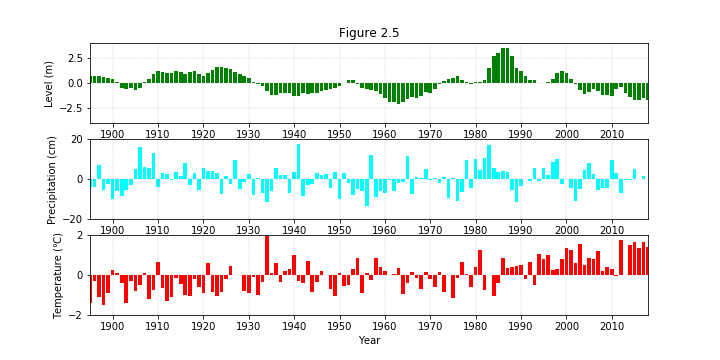 Figure 2.5
Level (m)
2.5
0.0
−2.5
1900 1910 1920 1930 1940 1950 1960 1970 1980 1990 2000 2010
Precipitation (cm)
20
0
−20
1900 1910 1920 1930 1940 1950 1960 1970 1980 1990 2000 2010
Temperature (°C)
2
0
−2
1900 1910 1920 1930 1940 1950 1960 1970 1980 1990 2000 2010
Year